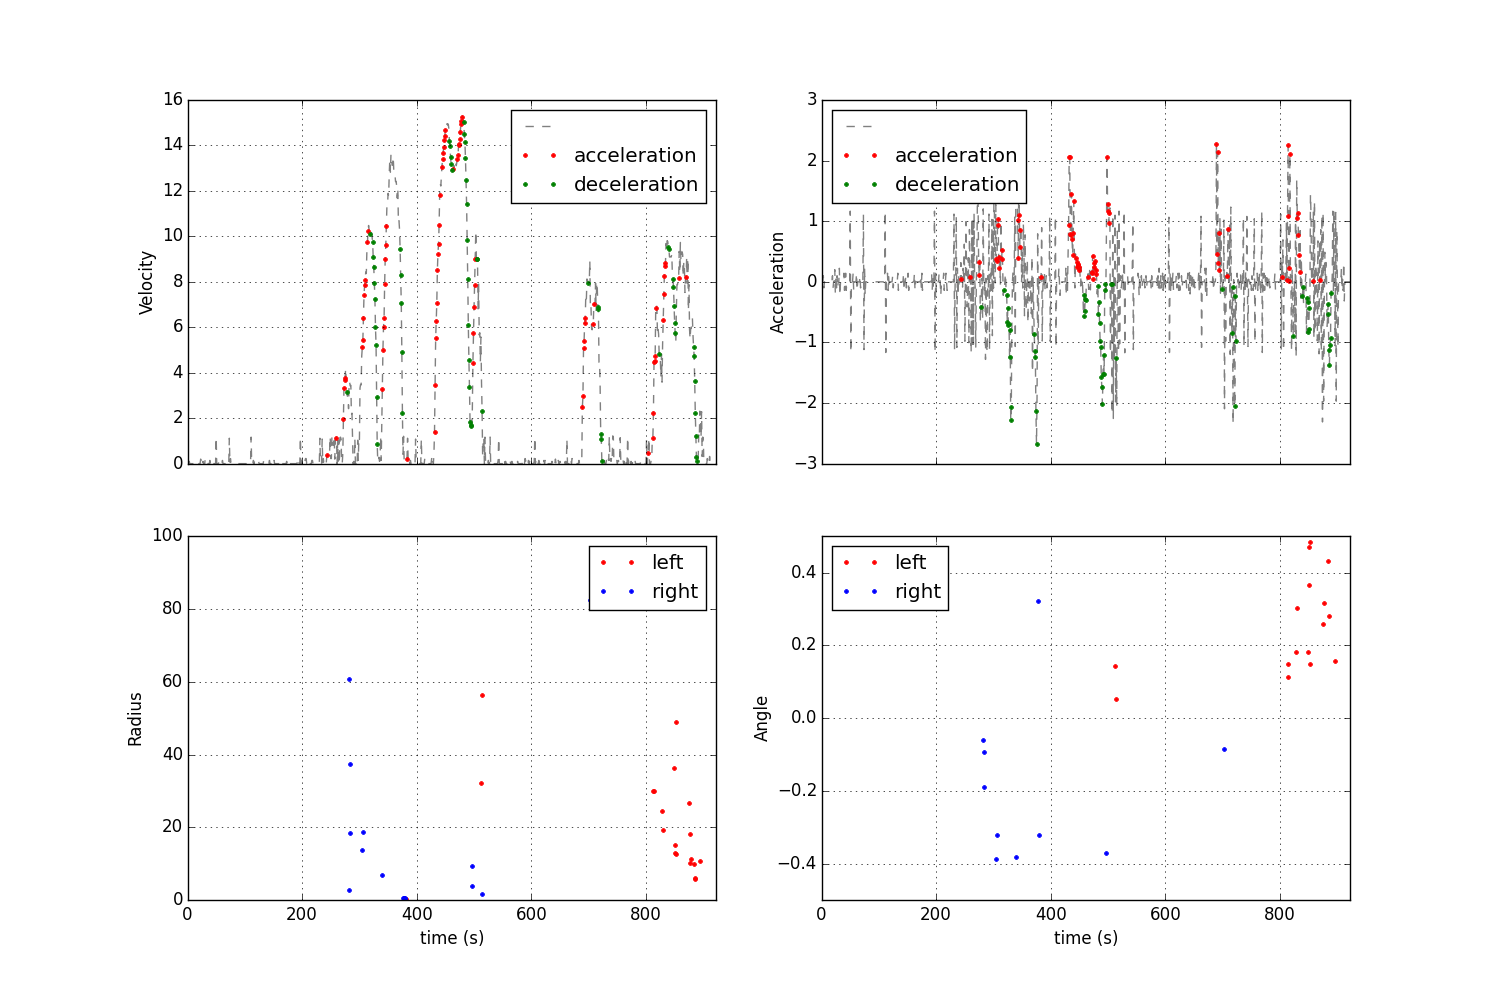 16
14
12
10
8
6
4
2
0
Velocity
acceleration
deceleration
3
2
1
0
−1
−2
−3
Acceleration
acceleration
deceleration
100
80
60
40
20
0
Radius
left
right
0 200 400 600 800
time (s)
0.4
0.2
0.0
−0.2
−0.4
Angle
left
right
0 200 400 600 800
time (s)